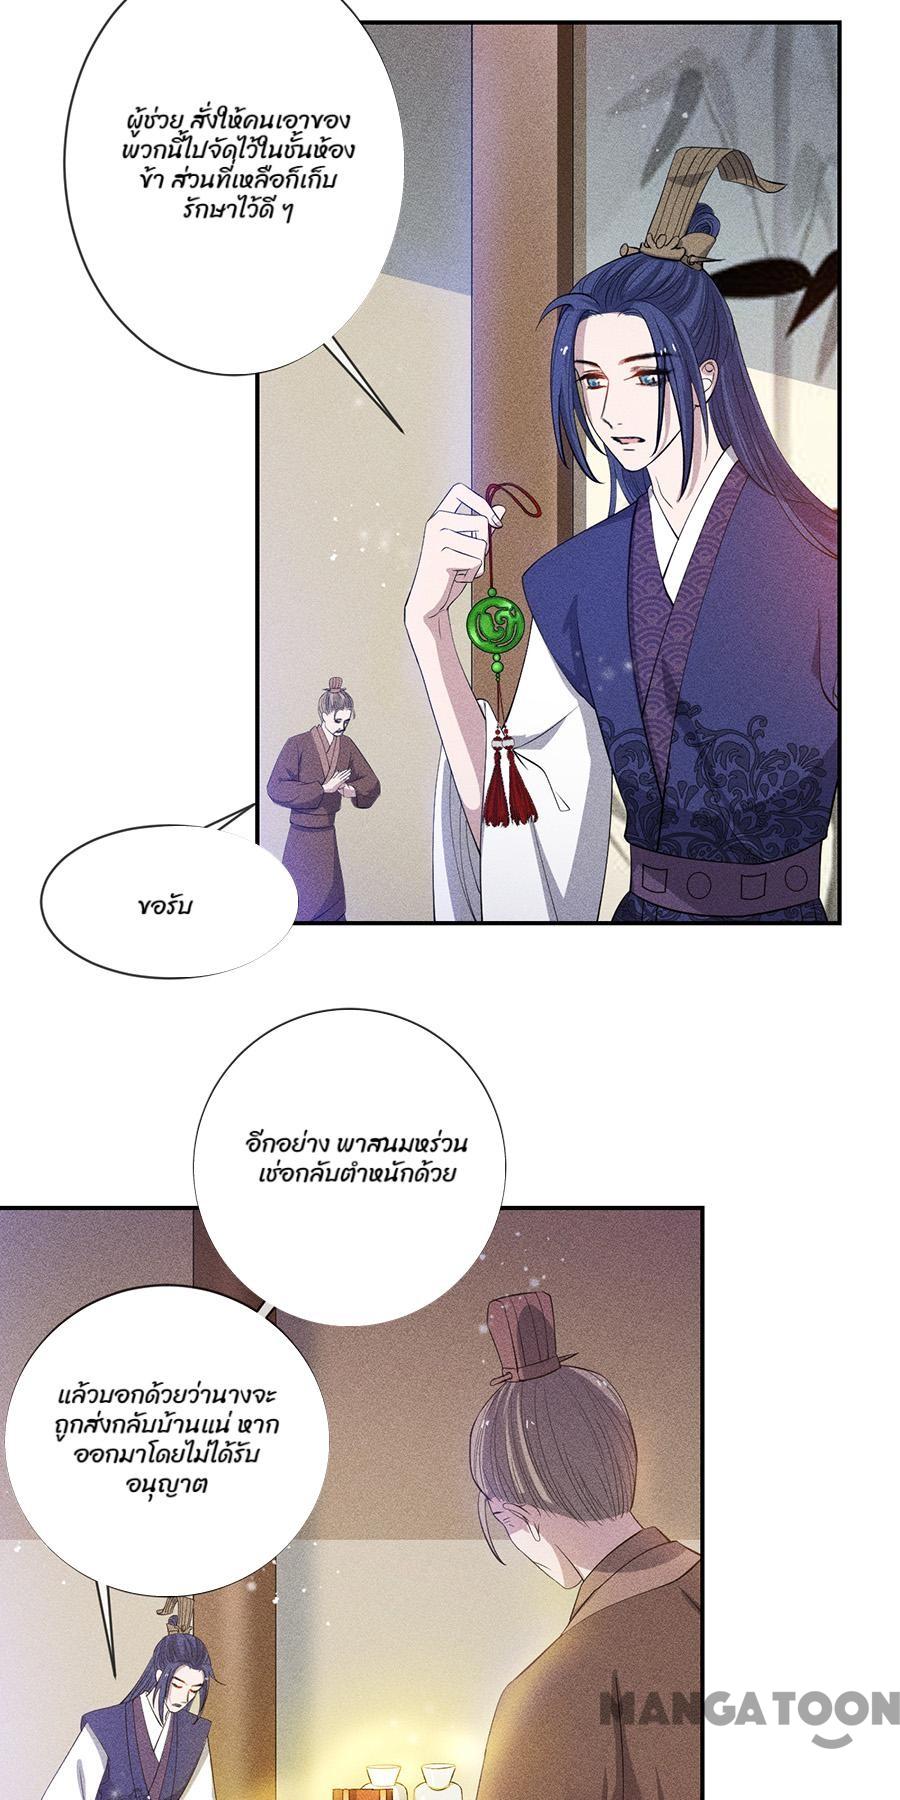 ผู้ช่วย สั่งให้คนเอาของ
พวกนี้ไปจัดไว้ในชั้นห้อง
ข้า ส่วนที่เหลือก็เก็บ
รักษาไว้ดี ๆ
ขอรับ
อีกอย่าง พาสนมหร่วน
เช่อกลับตำหนักด้วย
แล้วบอกด้วยว่านางจะ
ถูกส่งกลับบ้านแน่ หาก
ออกมาโดยไม่ได้รับ
อนุญาต
MANGATOON